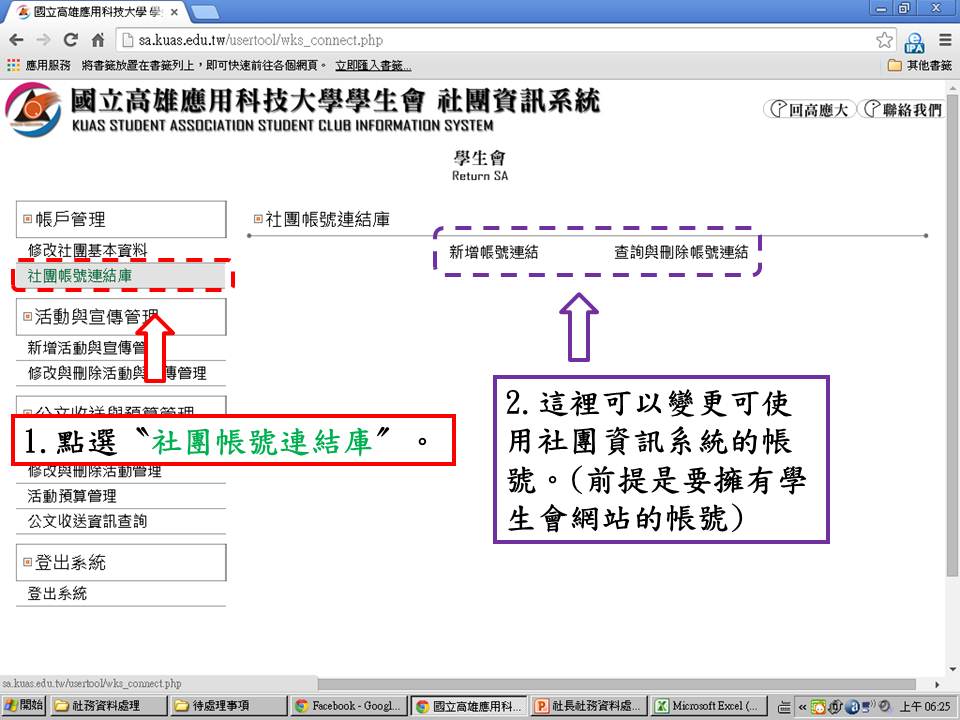 國立高雄應用科技大學 學
sa.kuas.edu.tw/usertool/wks_connect.php
應用服務 將書籤放置在書籤列上，即可快速前往各個網頁。 立即匯入書籤...
其他書籤
國立高雄應用科技大學學生會 社團資訊系統
KUAS STUDENT ASSOCIATION STUDENT CLUB INFORMATION SYSTEM
回高應大 聯絡我們
學生會
Return SA
帳戶管理
修改社團基本資料
社團帳號連結庫
活動與宣傳管理
新增活動與宣傳管
修改與刪除活動與 傳管理
公文收送與預算管理
修改與刪除活動管理
活動預算管理
公文收送資訊查詢
登出系統
登出系統
社團帳號連結庫
新增帳號連結 查詢與刪除帳號連結
1.點選〝社團帳號連結庫〞。
2.這裡可以變更可使
用社團資訊系統的帳
號。(前提是要擁有學
生會網站的帳號)
sa.kuas.edu.tw/usertool/wks_connect.php
開始 社務資料處理 待處理事項 Facebook - Googl... 國立高雄應用科... 社長社務資料處... Microsoft Excel (... 上午 06:25